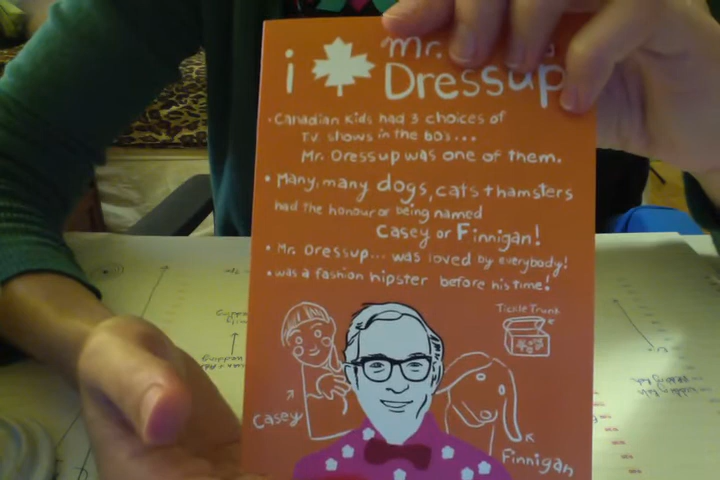 i Mr.
Dressup
• Canadian Kids had 3 choices of
T.V. shows in the 60s...
Mr. Dressup was one of them.
• Many, many dogs, cats + hamsters
had the honour of being named
Casey or Finnigan!
• Mr. Dressup... was loved by everybody!
• was a fashion hipster before his time!
Tickle Trunk
Casey
Finnigan